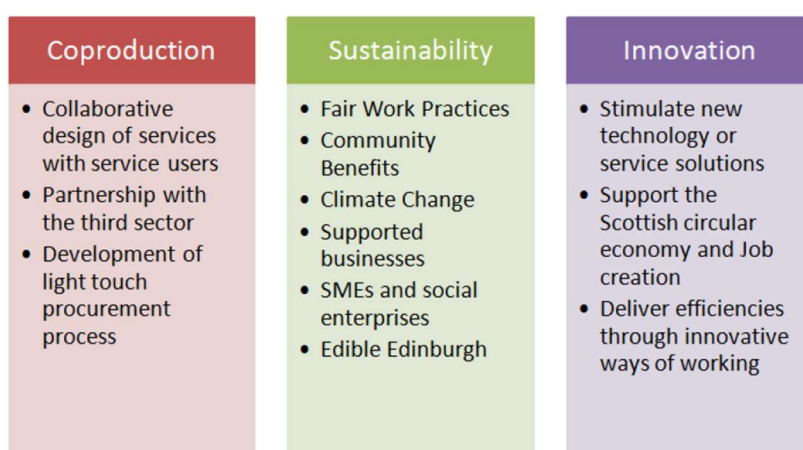 Coproduction
• Collaborative
design of services
with service users
• Partnership with
the third sector
• Development of
light touch
procurement
process
Sustainability
• Fair Work Practices
• Community
Benefits
• Climate Change
• Supported
businesses
• SMEs and social
enterprises
• Edible Edinburgh
Innovation
• Stimulate new
technology or
service solutions
• Support the
Scottish circular
economy and Job
creation
• Deliver efficiencies
through innovative
ways of working